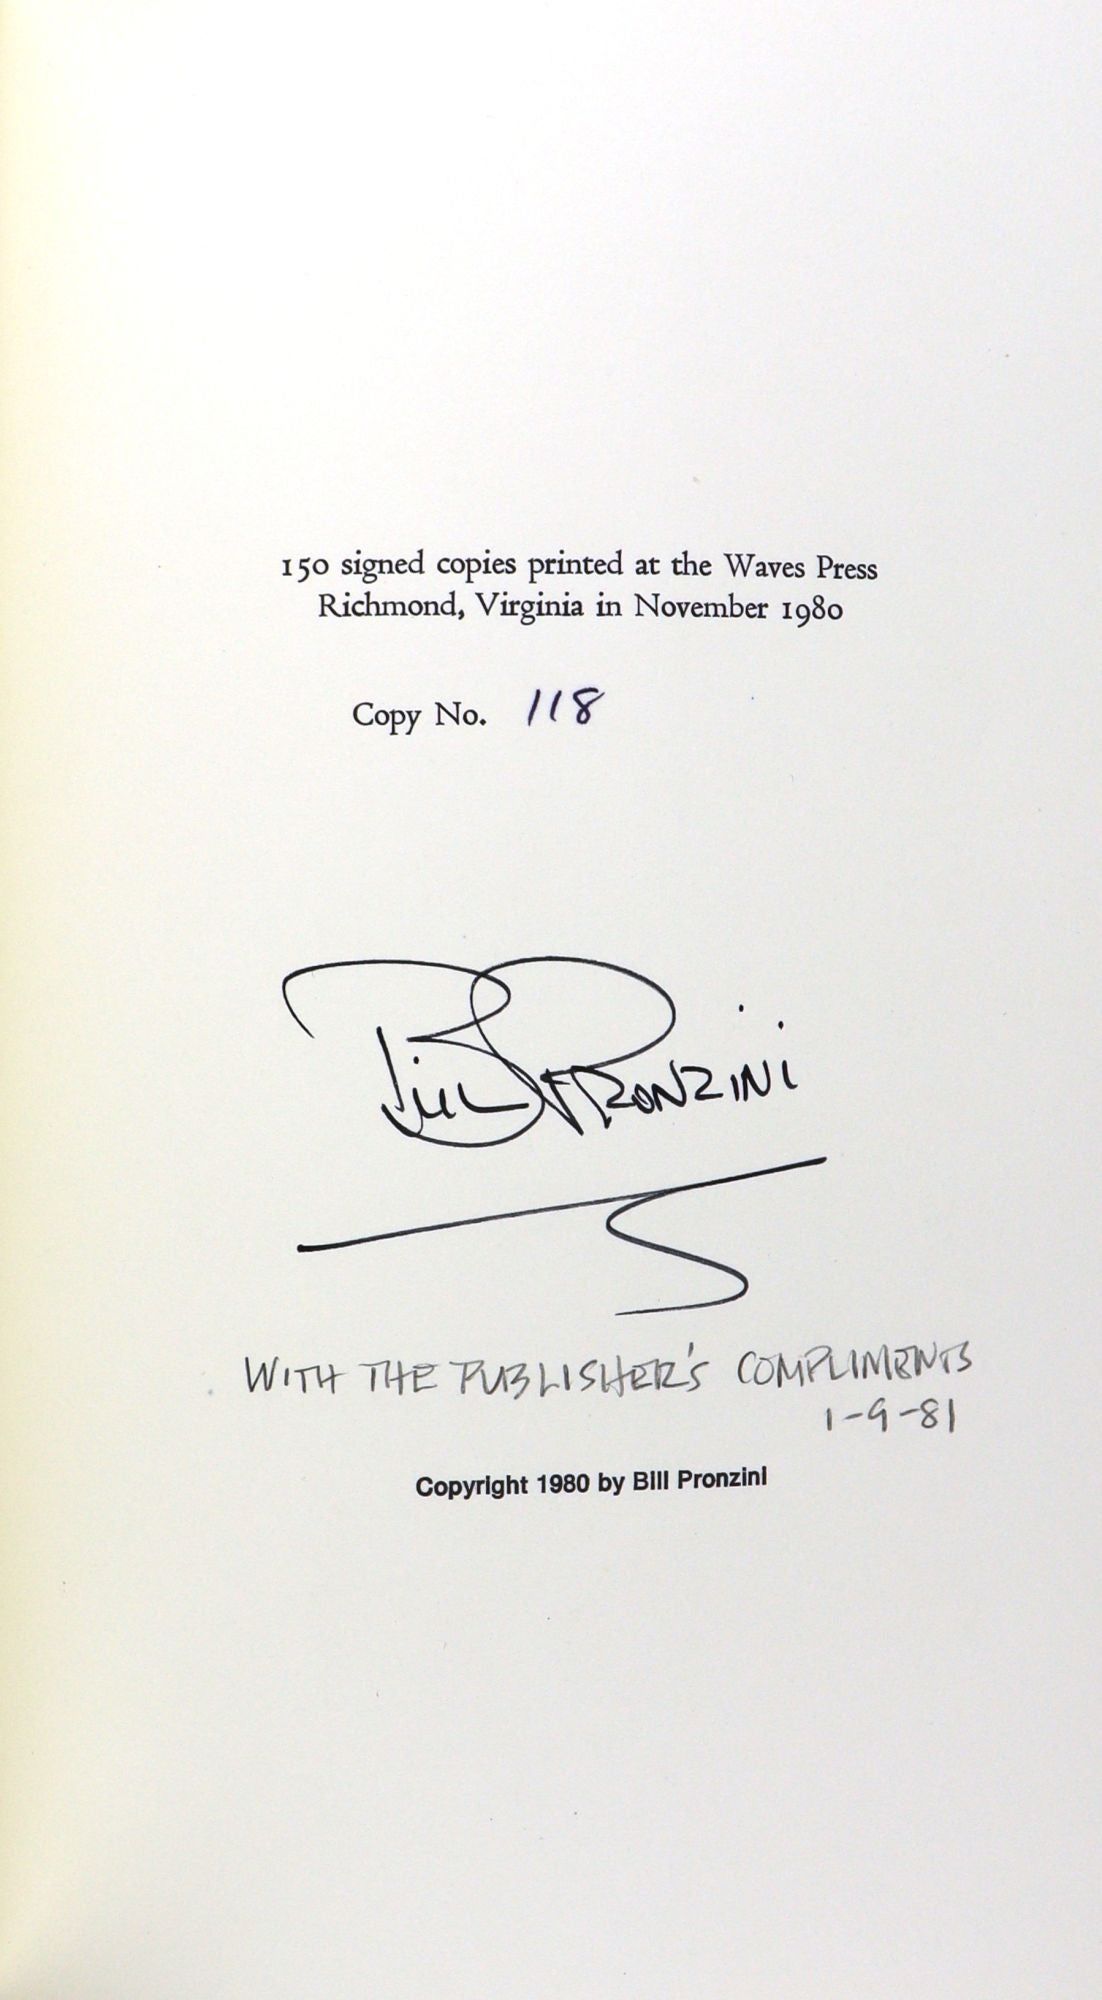 150 signed copies printed at the Waves Press
Richmond, Virginia in November 1980
Copy No. 118
Bill Pronzini
WITH THE PUBLISHER'S COMPLIMENTS
1-9-81
Copyright 1980 by Bill Pronzini